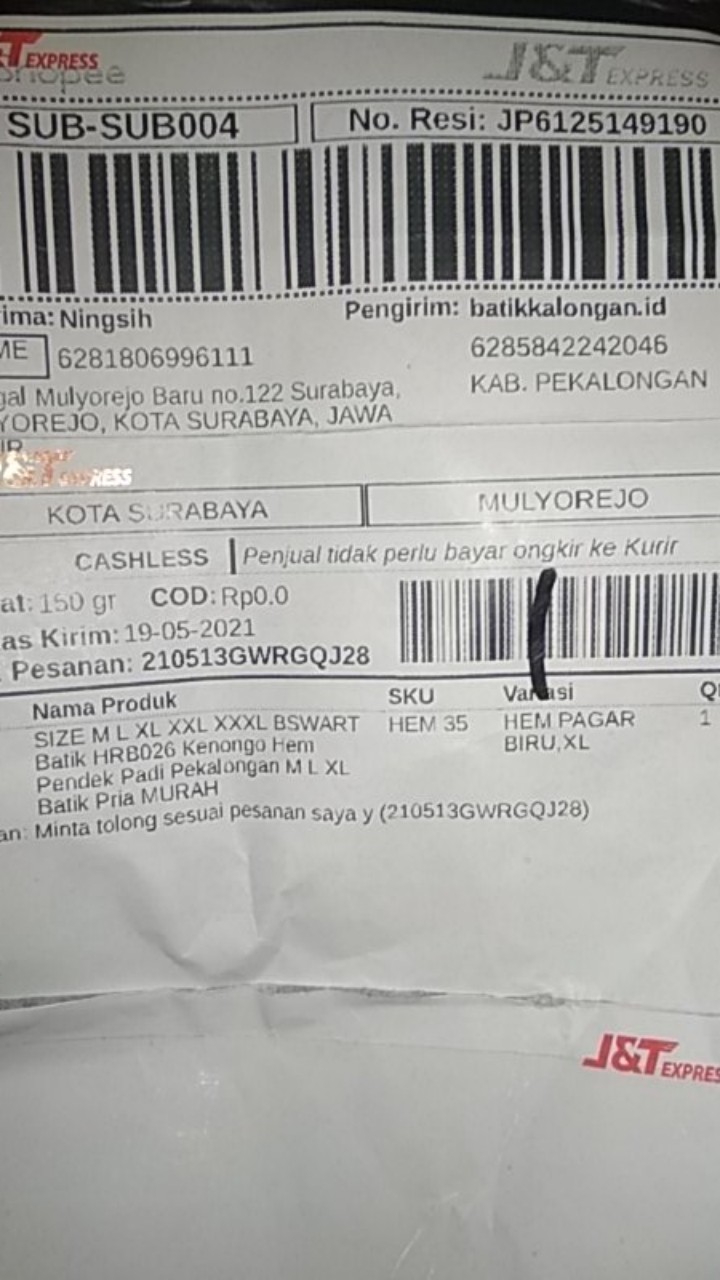 T EXPRESS
Shopee
J&T EXPRESS
SUB-SUB004
No. Resi: JP6125149190
ima: Ningsih
Pengirim: batikkalongan.id
ME
6281806996111
6285842242046
gal Mulyorejo Baru no.122 Surabaya,
KAB. PEKALONGAN
YOREJO, KOTA SURABAYA, JAWA
IR
RESS
KOTA SURABAYA
MULYOREJO
CASHLESS
Penjual tidak perlu bayar ongkir ke Kurir
at: 150 gr
COD: Rp0.0
as Kirim: 19-05-2021
Pesanan: 210513GWRGQJ28
Nama Produk
SKU
Variasi
SIZE M L XL XXL XXXL BSWART
HEM 35
HEM PAGAR
1
Batik HRB026 Kenongo Hem
BIRU,XL
Pendek Padi Pekalongan M L XL
Batik Pria MURAH
an: Minta tolong sesuai pesanan saya y (210513GWRGQJ28)
J&T EXPRES